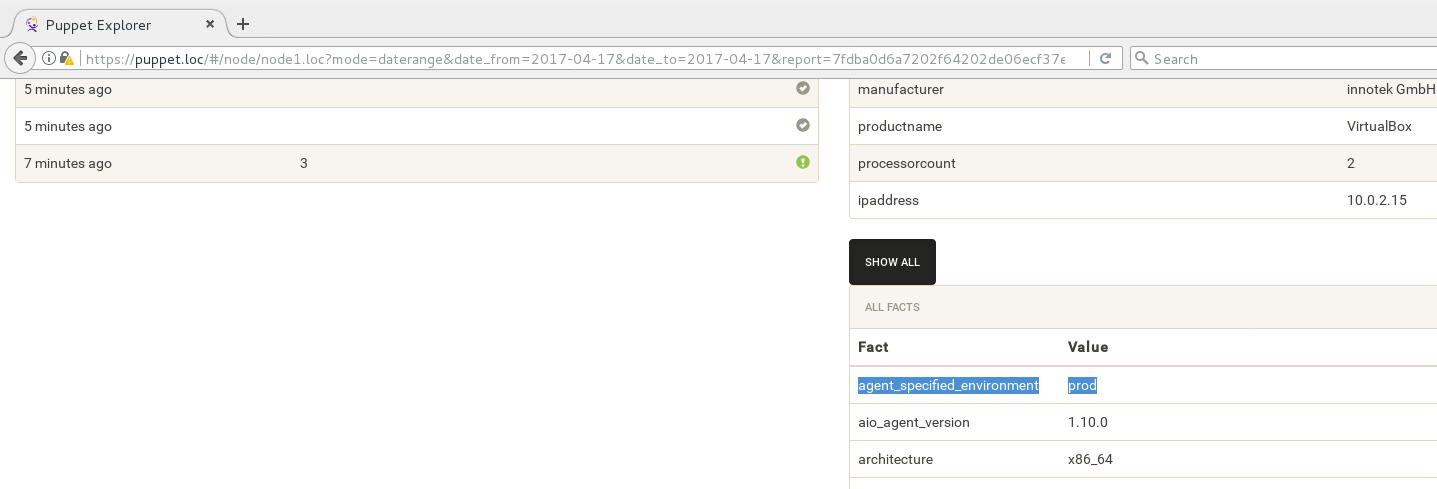 Puppet Explorer
https://puppet.loc/#/node/node1.loc?mode=daterange&date_from=2017-04-17&date_to=2017-04-17&report=7fdba0d6a7202f64202de06ecf37e
Search
5 minutes ago
5 minutes ago
7 minutes ago 3
manufacturer innotek GmbH
productname VirtualBox
processorcount 2
ipaddress 10.0.2.15
SHOW ALL
ALL FACTS
Fact Value
agent_specified_environment prod
aio_agent_version 1.10.0
architecture x86_64